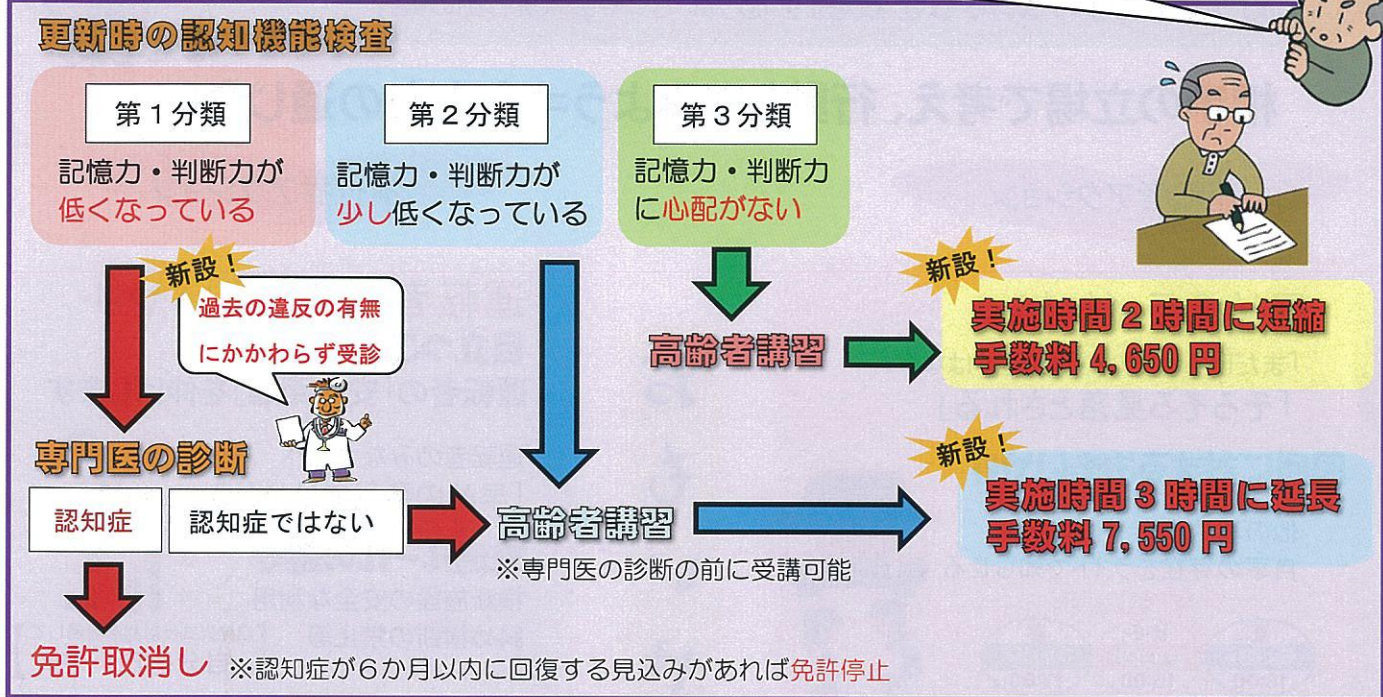 更新時の認知機能検査
第1分類
記憶力・判断力が
低くなっている
第2分類
記憶力・判断力が
少し低くなっている
第3分類
記憶力・判断力
に心配がない
新設！
過去の違反の有無
にかかわらず受診
高齢者講習
新設！
実施時間2時間に短縮
手数料4,650円
専門医の診断
認知症
認知症ではない
高齢者講習
※専門医の診断の前に受講可能
新設！
実施時間3時間に延長
手数料7,550円
免許取消し
※認知症が6か月以内に回復する見込みがあれば免許停止